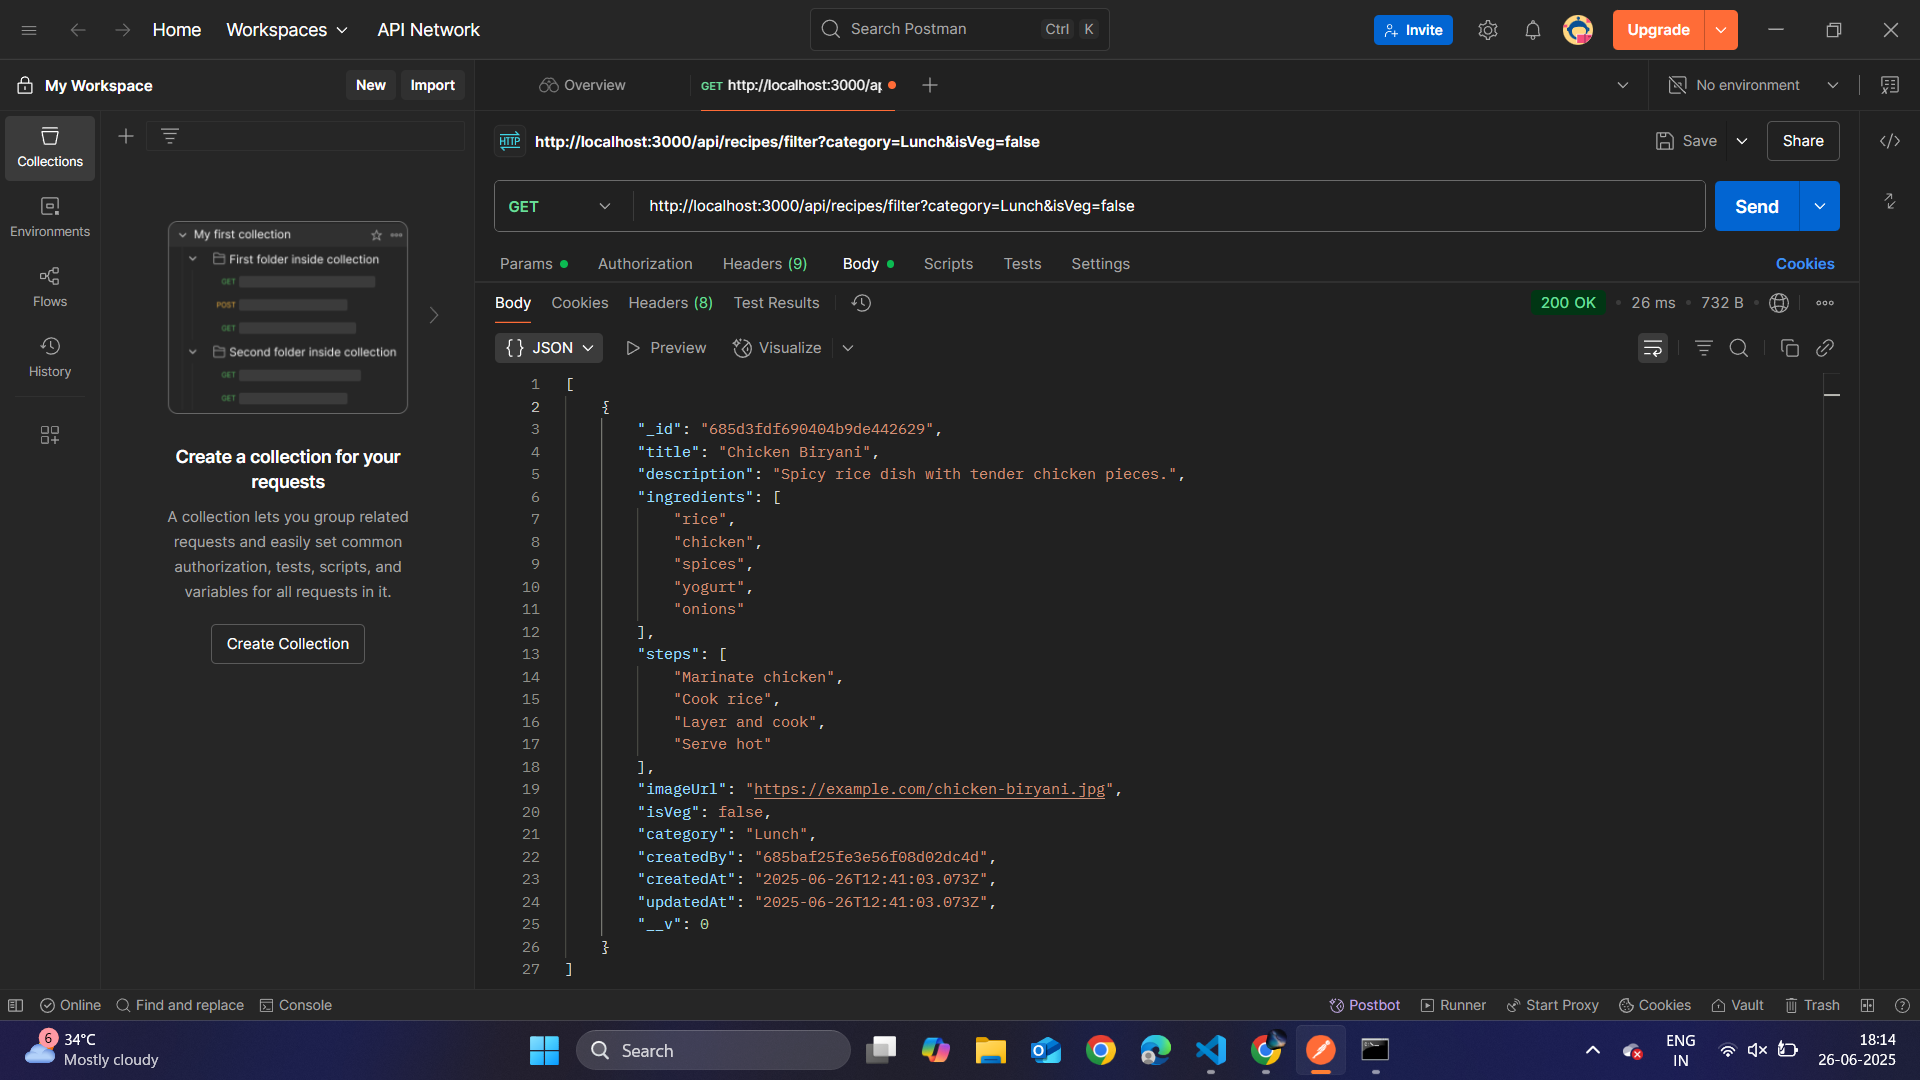 Home
Workspaces
API Network
Search Postman
Ctrl K
Invite
Upgrade
My Workspace
New
Import
Overview
GET http://localhost:3000/ap
No environment
Collections
Environments
Flows
History
My first collection
First folder inside collection
GET
POST
GET
Second folder inside collection
GET
GET
Create a collection for your
requests
A collection lets you group related
requests and easily set common
authorization, tests, scripts, and
variables for all requests in it.
Create Collection
HTTP http://localhost:3000/api/recipes/filter?category=Lunch&isVeg=false
Save
Share
GET
http://localhost:3000/api/recipes/filter?category=Lunch&isVeg=false
Send
Params
Authorization
Headers (9)
Body
Scripts
Tests
Settings
Cookies
Body
Cookies
Headers (8)
Test Results
200 OK
26 ms
732 B
{} JSON
Preview
Visualize
1 [
2 {
3 "_id": "685d3fdf690404b9de442629",
4 "title": "Chicken Biryani",
5 "description": "Spicy rice dish with tender chicken pieces.",
6 "ingredients": [
7 "rice",
8 "chicken",
9 "spices",
10 "yogurt",
11 "onions"
12 ],
13 "steps": [
14 "Marinate chicken",
15 "Cook rice",
16 "Layer and cook",
17 "Serve hot"
18 ],
19 "imageUrl": "https://example.com/chicken-biryani.jpg",
20 "isVeg": false,
21 "category": "Lunch",
22 "createdBy": "685baf25fe3e56f08d02dc4d",
23 "createdAt": "2025-06-26T12:41:03.073Z",
24 "updatedAt": "2025-06-26T12:41:03.073Z",
25 "__v": 0
26 }
27 ]
Online
Find and replace
Console
Postbot
Runner
Start Proxy
Cookies
Vault
Trash
6
34°C
Mostly cloudy
Search
ENG
IN
18:14
26-06-2025